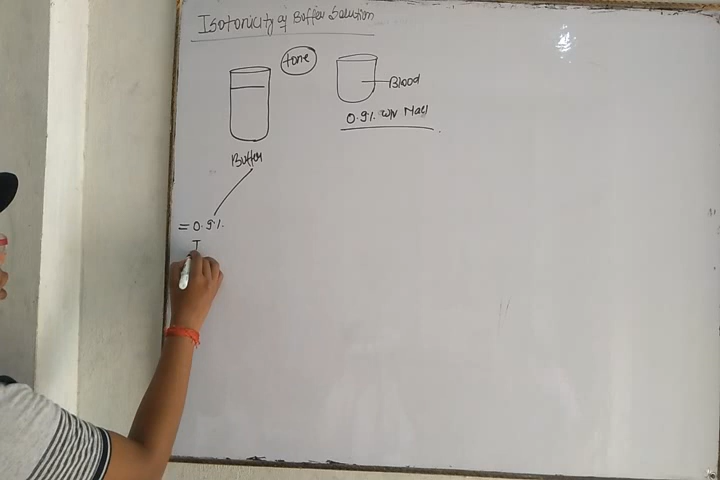 Isotonicity of Buffer Solution
tone
Blood
0.9%. w/v Nacl
Buffer
= 0.9%.
I